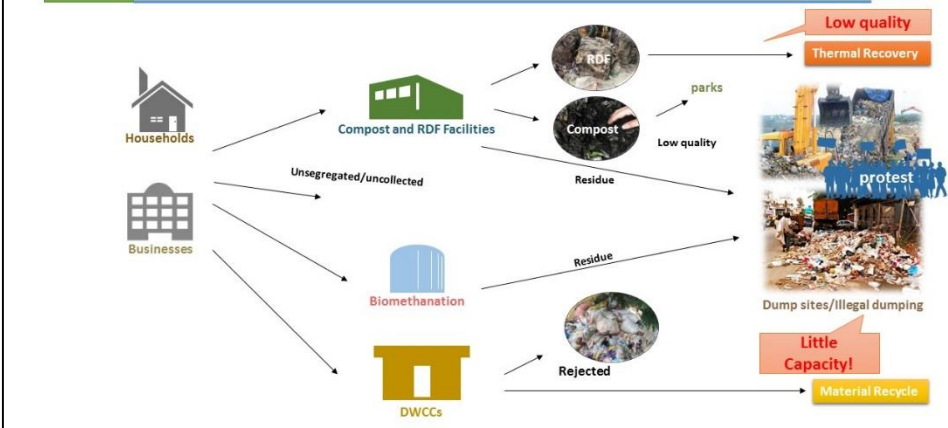 Low quality
Thermal Recovery
RDF
parks
Households
Compost and RDF Facilities
Compost
Low quality
Unsegregated/uncollected
Residue
protest
Businesses
Residue
Biomethanation
Dump sites/Illegal dumping
Little
Capacity!
Rejected
Material Recycle
DWCCs